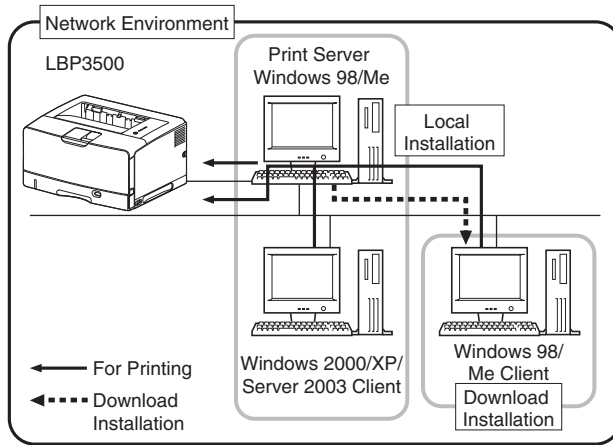 Network Environment
LBP3500
Print Server
Windows 98/Me
Local
Installation
Windows 2000/XP/
Server 2003 Client
Windows 98/
Me Client
Download
Installation
For Printing
Download
Installation